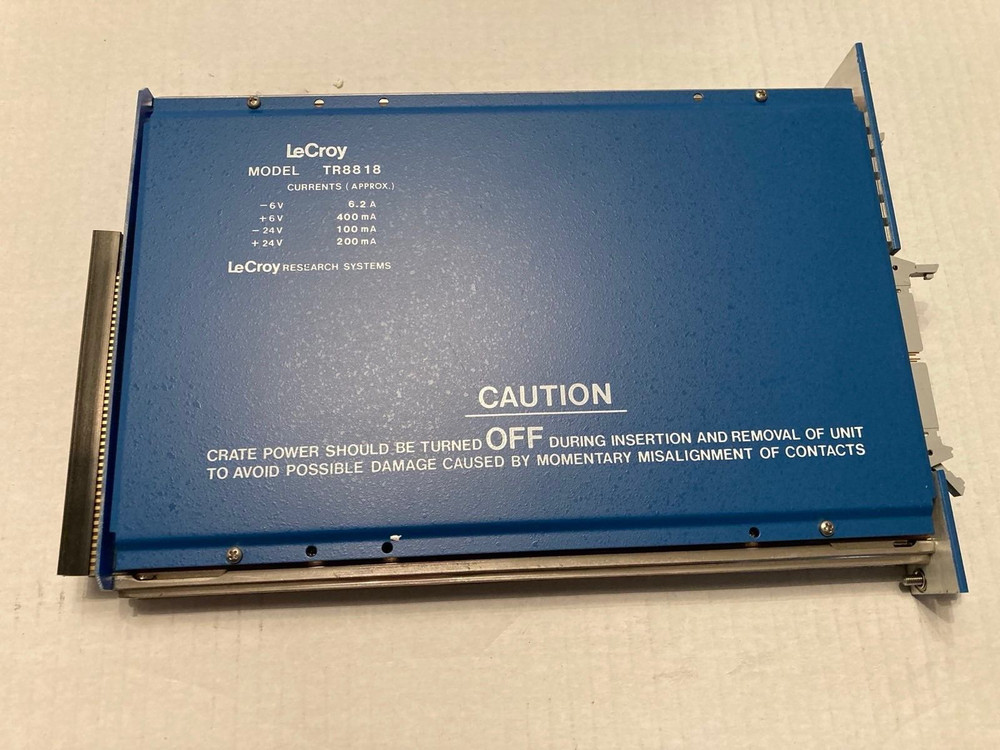 LeCroy
MODEL TR8818
CURRENTS (APPROX.)
-6V 6.2 A
+6V 400 mA
-24V 100 mA
+24V 200 mA
LeCroy RESEARCH SYSTEMS
CAUTION
CRATE POWER SHOULD BE TURNED OFF DURING INSERTION AND REMOVAL OF UNIT
TO AVOID POSSIBLE DAMAGE CAUSED BY MOMENTARY MISALIGNMENT OF CONTACTS